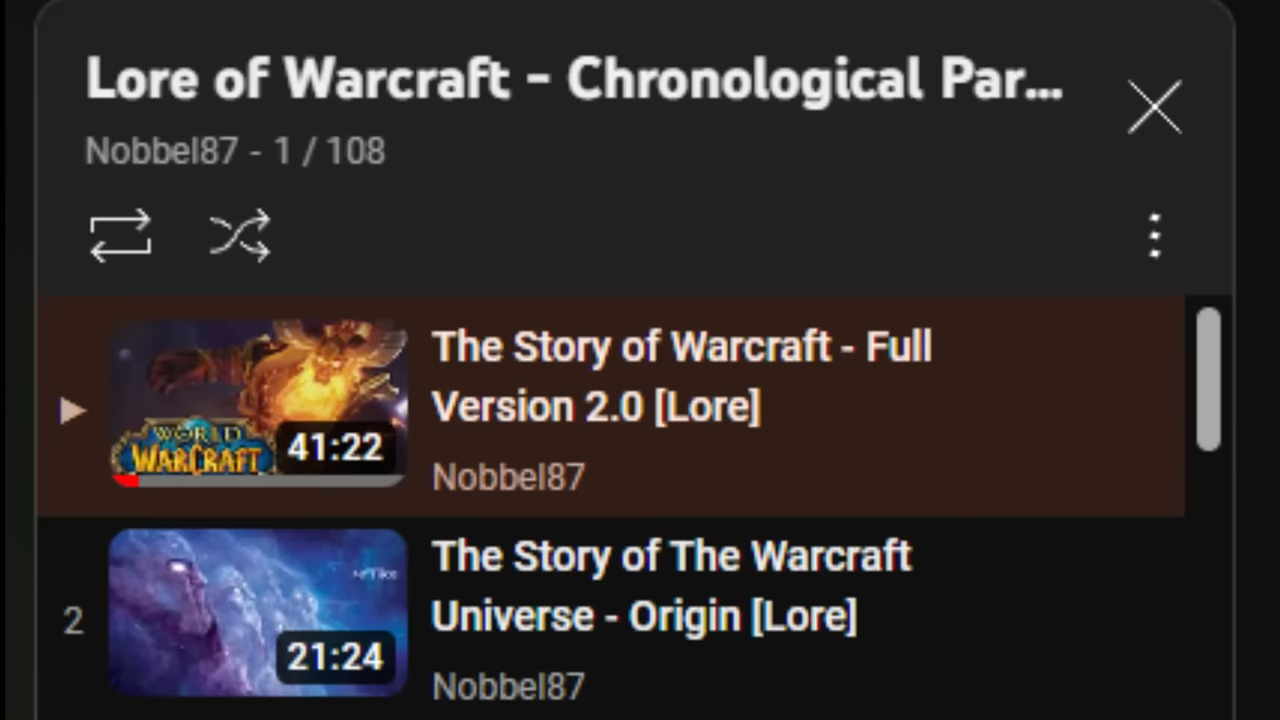 Lore of Warcraft - Chronological Par...
Nobbel87 - 1 / 108
The Story of Warcraft - Full
Version 2.0 [Lore]
WORLD
WARCRAFT
41:22
Nobbel87
The Story of The Warcraft
Universe - Origin [Lore]
2
21:24
Nobbel87